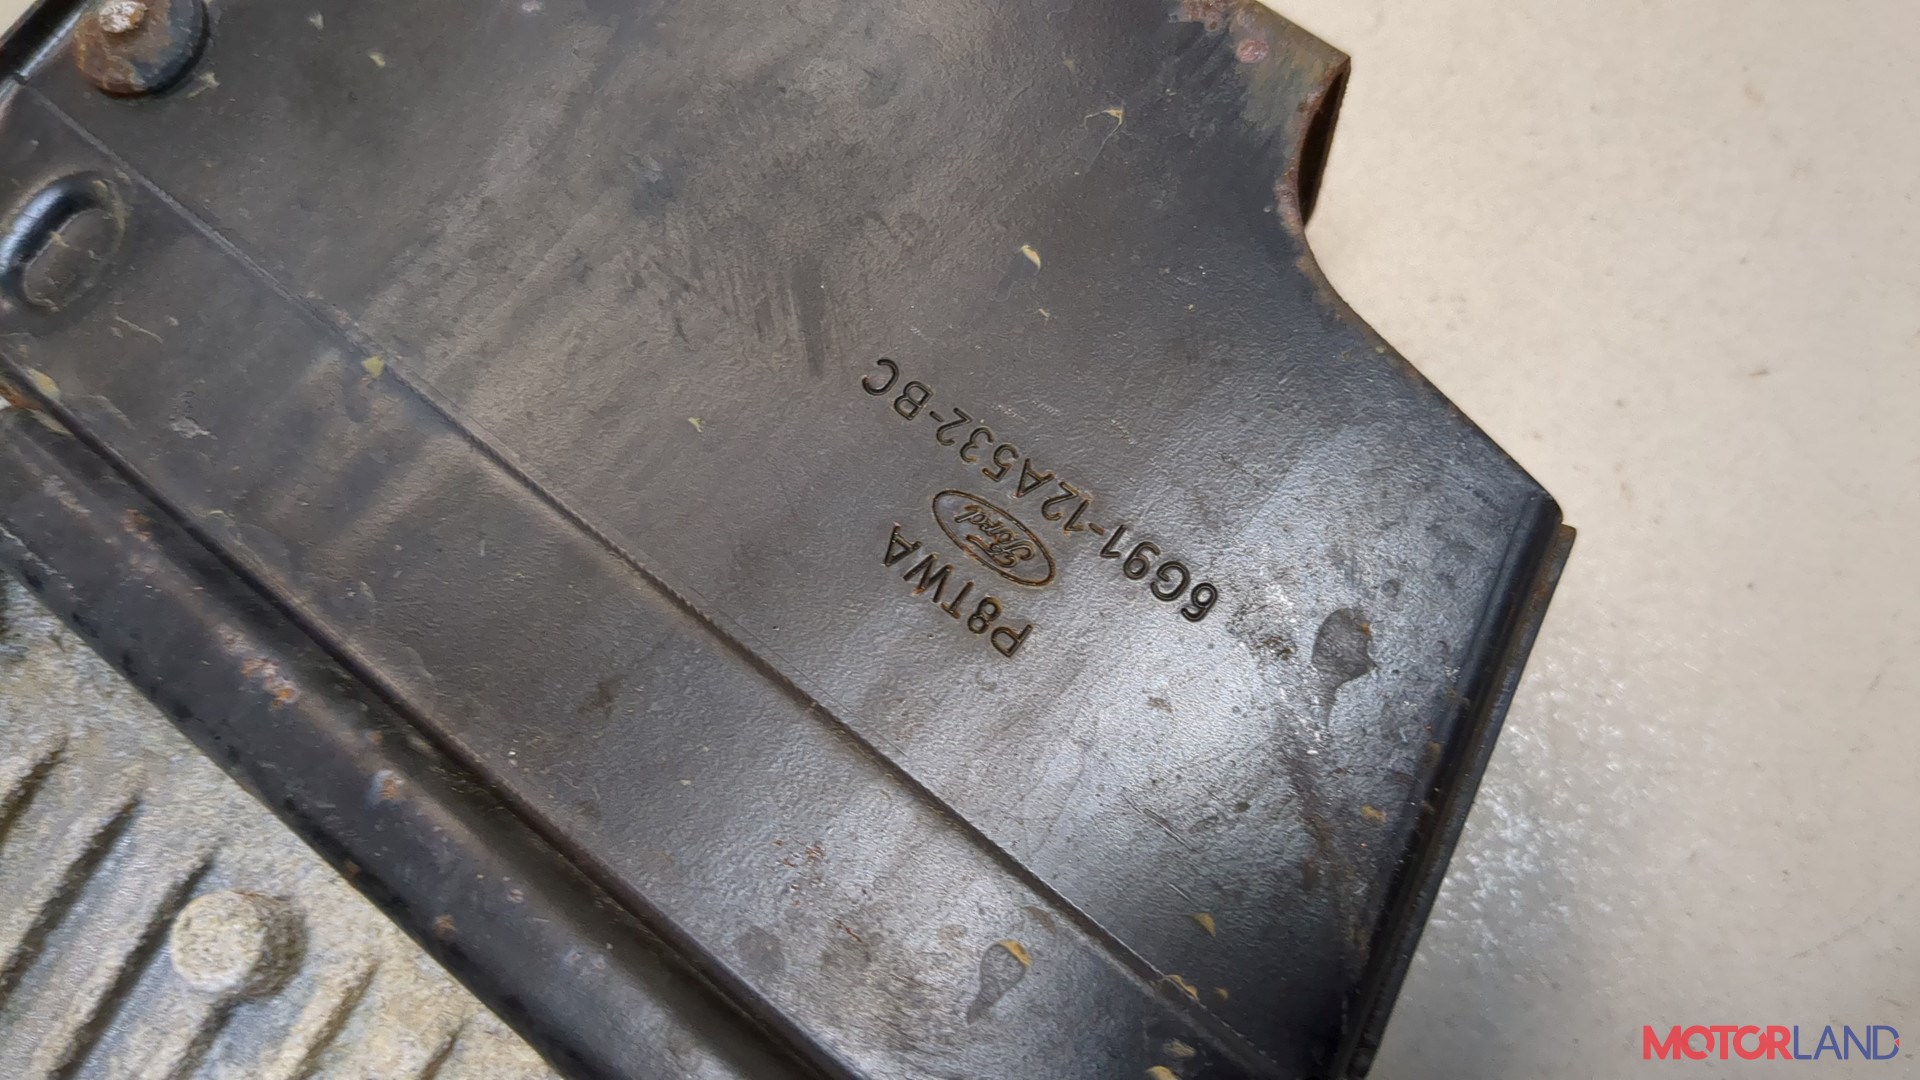 6G91-12A532-BC
Ford
P8TWA
MOTORLAND